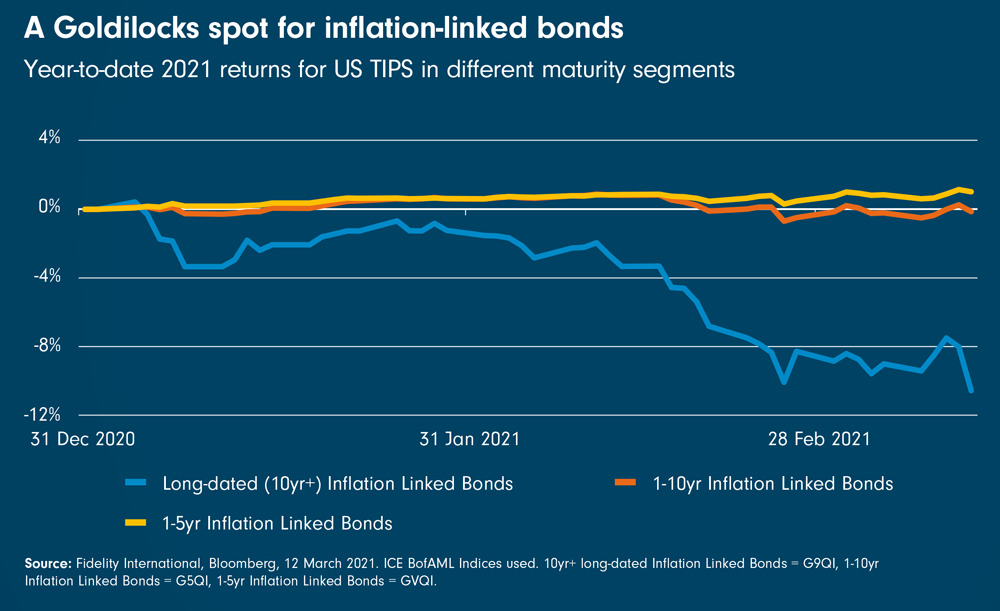 A Goldilocks spot for inflation-linked bonds
Year-to-date 2021 returns for US TIPS in different maturity segments
4%
0%
-4%
-8%
-12%
31 Dec 2020 31 Jan 2021 28 Feb 2021
Long-dated (10yr+) Inflation Linked Bonds 1-10yr Inflation Linked Bonds
1-5yr Inflation Linked Bonds
Source: Fidelity International, Bloomberg, 12 March 2021. ICE BofAML Indices used. 10yr+ long-dated Inflation Linked Bonds = G9QI, 1-10yr
Inflation Linked Bonds = G5QI, 1-5yr Inflation Linked Bonds = GVQI.